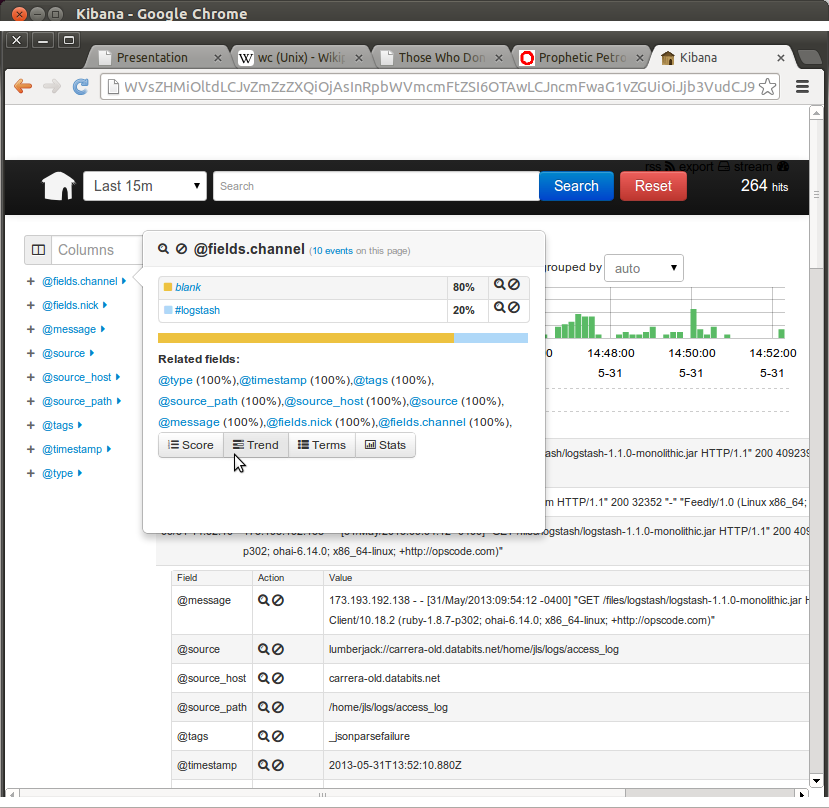 Kibana - Google Chrome
Presentation
wc (Unix) - Wikip
Those Who Don
Prophetic Petro
Kibana
WVsZHMiOltdLCJvZmZzZXQiOjAsInRpbWVmcmFtZSI6OTAwLCJncmFwaG1vZGUiOiJjb3VudCJ9
rss export stream
Last 15m
Search
Search
Reset
264 hits
Columns
@fields.channel
@fields.nick
@message
@source
@source_host
@source_path
@tags
@timestamp
@type
@fields.channel (10 events on this page)
blank 80%
#logstash 20%
Related fields:
@type (100%),@timestamp (100%),@tags (100%),
@source_path (100%),@source_host (100%),@source (100%),
@message (100%),@fields.nick (100%),@fields.channel (100%),
Score Trend Terms Stats
grouped by auto
0 14:48:00 14:50:00 14:52:00
5-31 5-31 5-31
tash/logstash-1.1.0-monolithic.jar HTTP/1.1" 200 409239
m HTTP/1.1" 200 32352 "-" "Feedly/1.0 (Linux x86_64;
logstash/logstash-1.1.0-monolithic.jar HTTP/1.1" 200 409
p302; ohai-6.14.0; x86_64-linux; +http://opscode.com)"
Field Action Value
@message 173.193.192.138 - - [31/May/2013:09:54:12 -0400] "GET /files/logstash/logstash-1.1.0-monolithic.jar H
Client/10.18.2 (ruby-1.8.7-p302; ohai-6.14.0; x86_64-linux; +http://opscode.com)"
@source lumberjack://carrera-old.databits.net/home/jls/logs/access_log
@source_host carrera-old.databits.net
@source_path /home/jls/logs/access_log
@tags _jsonparsefailure
@timestamp 2013-05-31T13:52:10.880Z